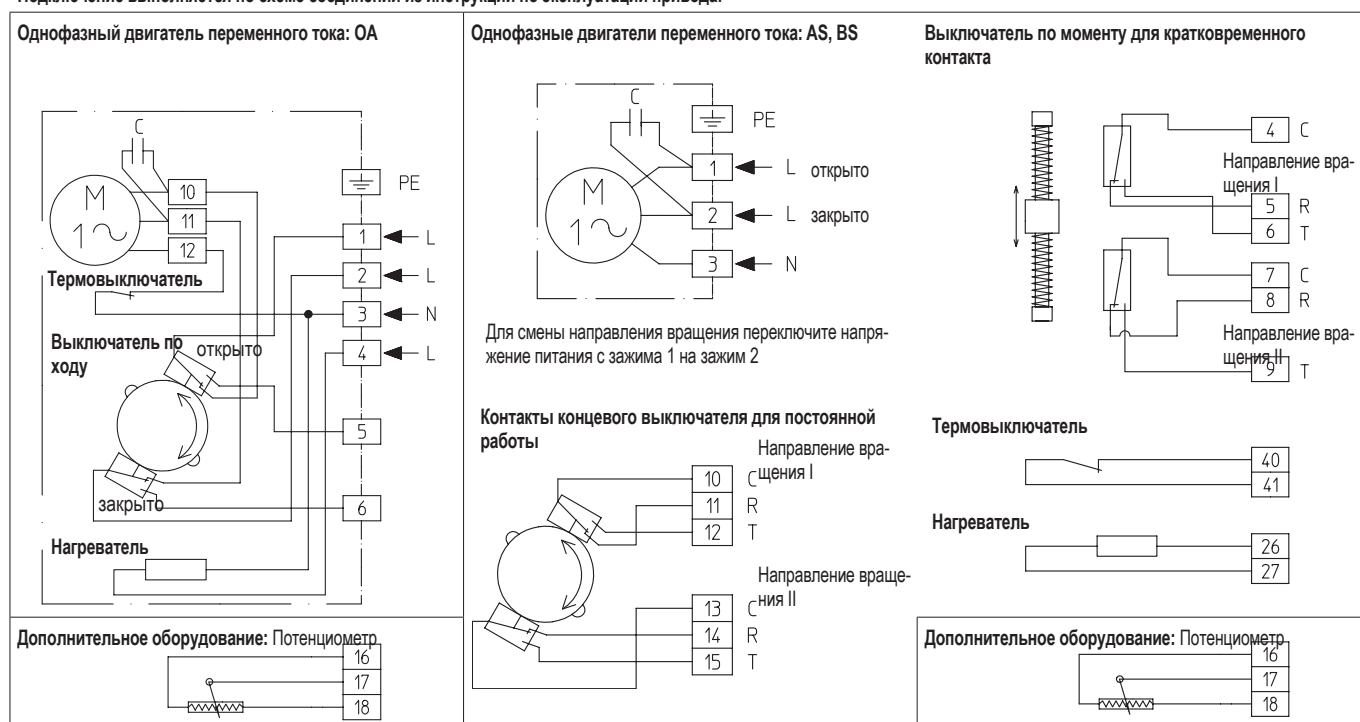 Однофазный двигатель переменного тока: OA
C
M
1
10
11
12
PE
1
L
2
L
3
N
4
L
5
6
Термовыключатель
Выключатель по
ходу
открыто
закрыто
Нагреватель
Дополнительное оборудование: Потенциометр
16
17
18
Однофазные двигатели переменного тока: AS, BS
C
M
1
PE
1
L
открыто
2
L
закрыто
3
N
Для смены направления вращения переключите напря-
жение питания с зажима 1 на зажим 2
Контакты концевого выключателя для постоянной
работы
Направление вра-
щения I
10
C
11
R
12
T
Направление враще-
ния II
13
C
14
R
15
T
Выключатель по моменту для кратковременного
контакта
4
C
Направление вра-
щения I
5
R
6
T
7
C
8
R
Направление вра-
щения II
9
T
Термовыключатель
40
41
Нагреватель
26
27
Дополнительное оборудование: Потенциометр
16
17
18